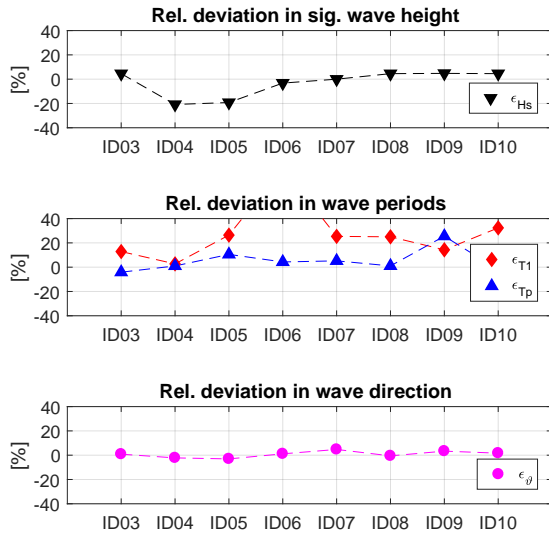 Rel. deviation in sig. wave height
[%]
40
20
0
-20
-40
ϵHs
ID03 ID04 ID05 ID06 ID07 ID08 ID09 ID10
Rel. deviation in wave periods
[%]
40
20
0
-20
-40
ϵT1
ϵTp
ID03 ID04 ID05 ID06 ID07 ID08 ID09 ID10
Rel. deviation in wave direction
[%]
40
20
0
-20
-40
ϵϑ
ID03 ID04 ID05 ID06 ID07 ID08 ID09 ID10